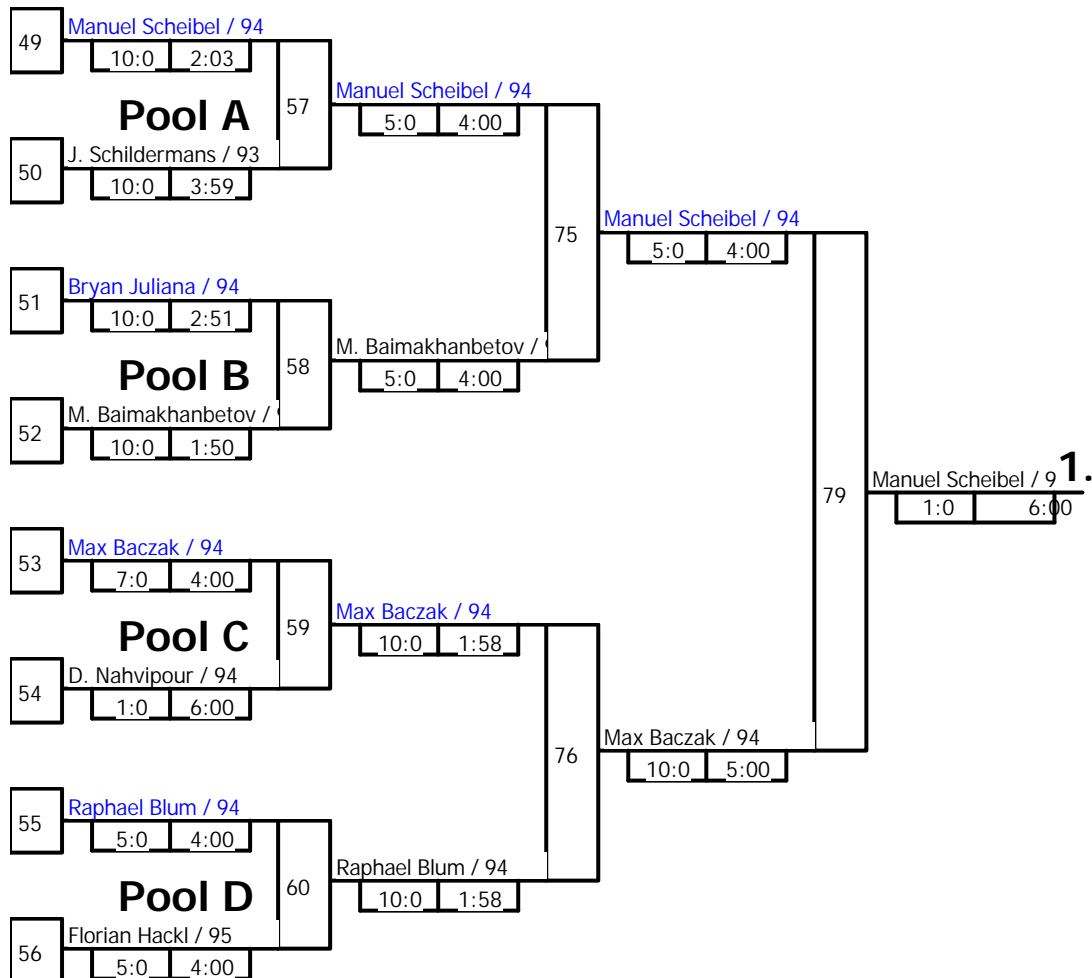 49
Manuel Scheibel / 94
10:0 2:03
Pool A
57
Manuel Scheibel / 94
5:0 4:00
50
J. Schildermans / 93
10:0 3:59
75
Manuel Scheibel / 94
5:0 4:00
51
Bryan Juliana / 94
10:0 2:51
Pool B
58
M. Baimakhanbetov /
5:0 4:00
52
M. Baimakhanbetov /
10:0 1:50
79
Manuel Scheibel / 9 1.
1:0 6:00
53
Max Baczak / 94
7:0 4:00
Pool C
59
Max Baczak / 94
10:0 1:58
54
D. Nahvipour / 94
1:0 6:00
76
Max Baczak / 94
10:0 5:00
55
Raphael Blum / 94
5:0 4:00
Pool D
60
Raphael Blum / 94
10:0 1:58
56
Florian Hackl / 95
5:0 4:00